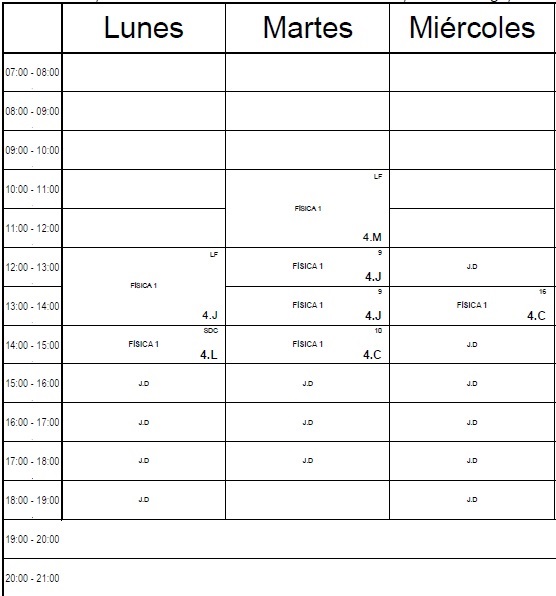 Lunes Martes Miércoles
07:00 - 08:00
08:00 - 09:00
09:00 - 10:00
10:00 - 11:00
LF
FÍSICA 1
4.M
11:00 - 12:00
12:00 - 13:00
LF
FÍSICA 1
4.J
9
FÍSICA 1
4.J
J.D
13:00 - 14:00
9
FÍSICA 1
4.J
16
FÍSICA 1
4.C
14:00 - 15:00
SDC
FÍSICA 1
4.L
18
FÍSICA 1
4.C
J.D
15:00 - 16:00 J.D J.D J.D
16:00 - 17:00 J.D J.D J.D
17:00 - 18:00 J.D J.D J.D
18:00 - 19:00 J.D J.D
19:00 - 20:00
20:00 - 21:00